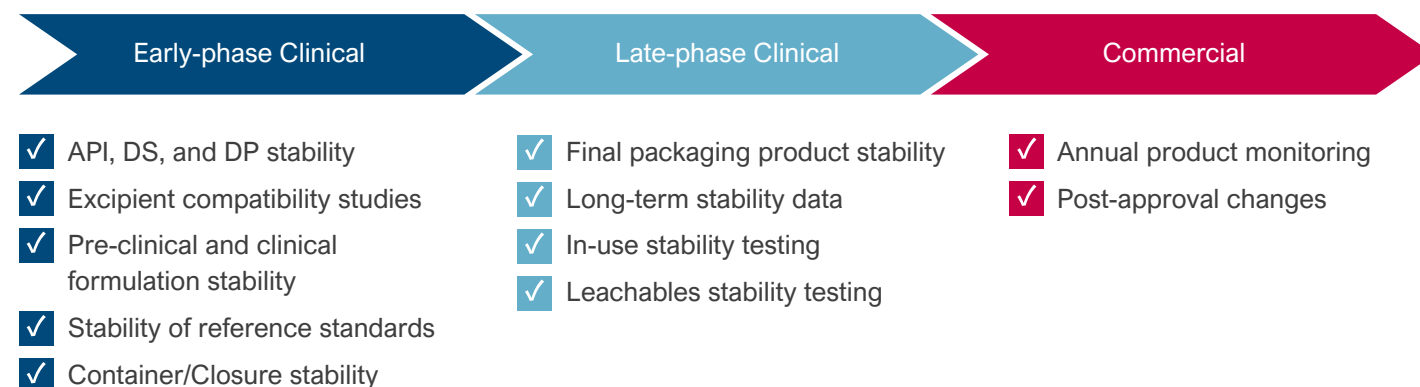 Early-phase Clinical
Late-phase Clinical
Commercial
API, DS, and DP stability
Excipient compatibility studies
Pre-clinical and clinical
formulation stability
Stability of reference standards
Container/Closure stability
Final packaging product stability
Long-term stability data
In-use stability testing
Leachables stability testing
Annual product monitoring
Post-approval changes